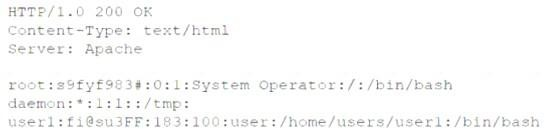 HTTP/1.0 200 OK
Content-Type: text/html
Server: Apache
root:s9fyf983#:0:1:System Operator:/:/bin/bash
daemon:*:1:1::/tmp:
user1:fi@su3FF:183:100:user:/home/users/user1:/bin/bash